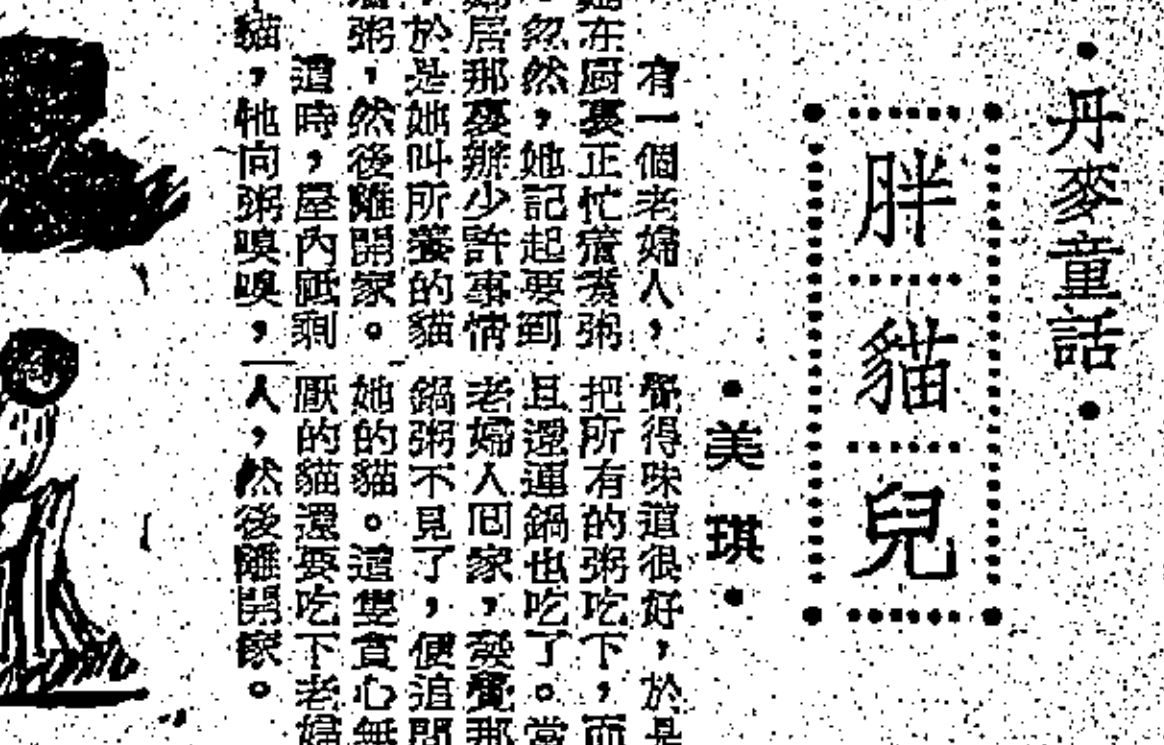 •丹麥童話•
胖貓兒
•美琪•
有一個老婦人，
在厨裏正忙着煮粥
忽然，她記起要到
居那裏辦少許事情
，於是她叫所養的貓
粥，然後離開家。
這時，屋內祇剩
貓，牠向粥嗅嗅，
覺得味道很好，於是
把所有的粥吃下，而
且還連鍋也吃了。當
老婦人囘家，發覺那
鍋粥不見了，便追問
她的貓。這隻貪心無
厭的貓還要吃下老婦
人，然後離開家。